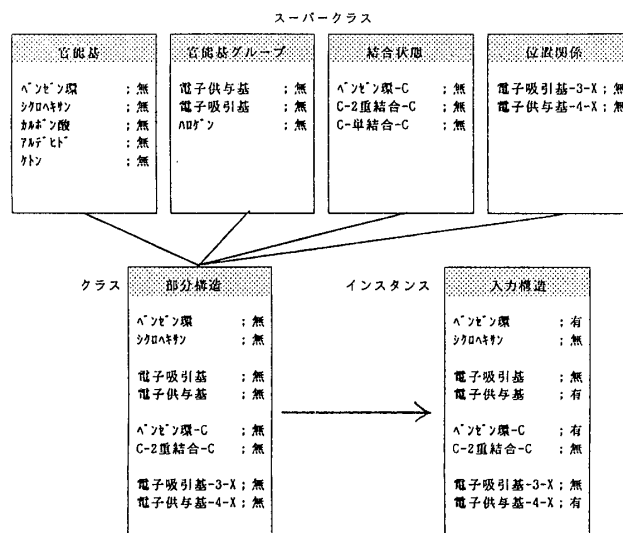 スーパークラス
官能基
ﾍﾞﾝｾﾞﾝ環 ; 無
ｼｸﾛﾍｷｻﾝ ; 無
ｶﾙﾎﾞﾝ酸 ; 無
ｱﾙﾃﾞﾋﾄﾞ ; 無
ｹﾄﾝ ; 無
官能基グループ
電子供与基 ; 無
電子吸引基 ; 無
ﾊﾛｹﾞﾝ ; 無
結合状態
ﾍﾞﾝｾﾞﾝ環-C ; 無
C-2重結合-C ; 無
C-単結合-C ; 無
位置関係
電子吸引基-3-X ; 無
電子供与基-4-X ; 無
クラス
部分構造
ﾍﾞﾝｾﾞﾝ環 ; 無
ｼｸﾛﾍｷｻﾝ ; 無
電子吸引基 ; 無
電子供与基 ; 無
ﾍﾞﾝｾﾞﾝ環-C ; 無
C-2重結合-C ; 無
電子吸引基-3-X ; 無
電子供与基-4-X ; 無
インスタンス
入力構造
ﾍﾞﾝｾﾞﾝ環 ; 有
ｼｸﾛﾍｷｻﾝ ; 無
電子吸引基 ; 無
電子供与基 ; 有
ﾍﾞﾝｾﾞﾝ環-C ; 有
C-2重結合-C ; 無
電子吸引基-3-X ; 無
電子供与基-4-X ; 有